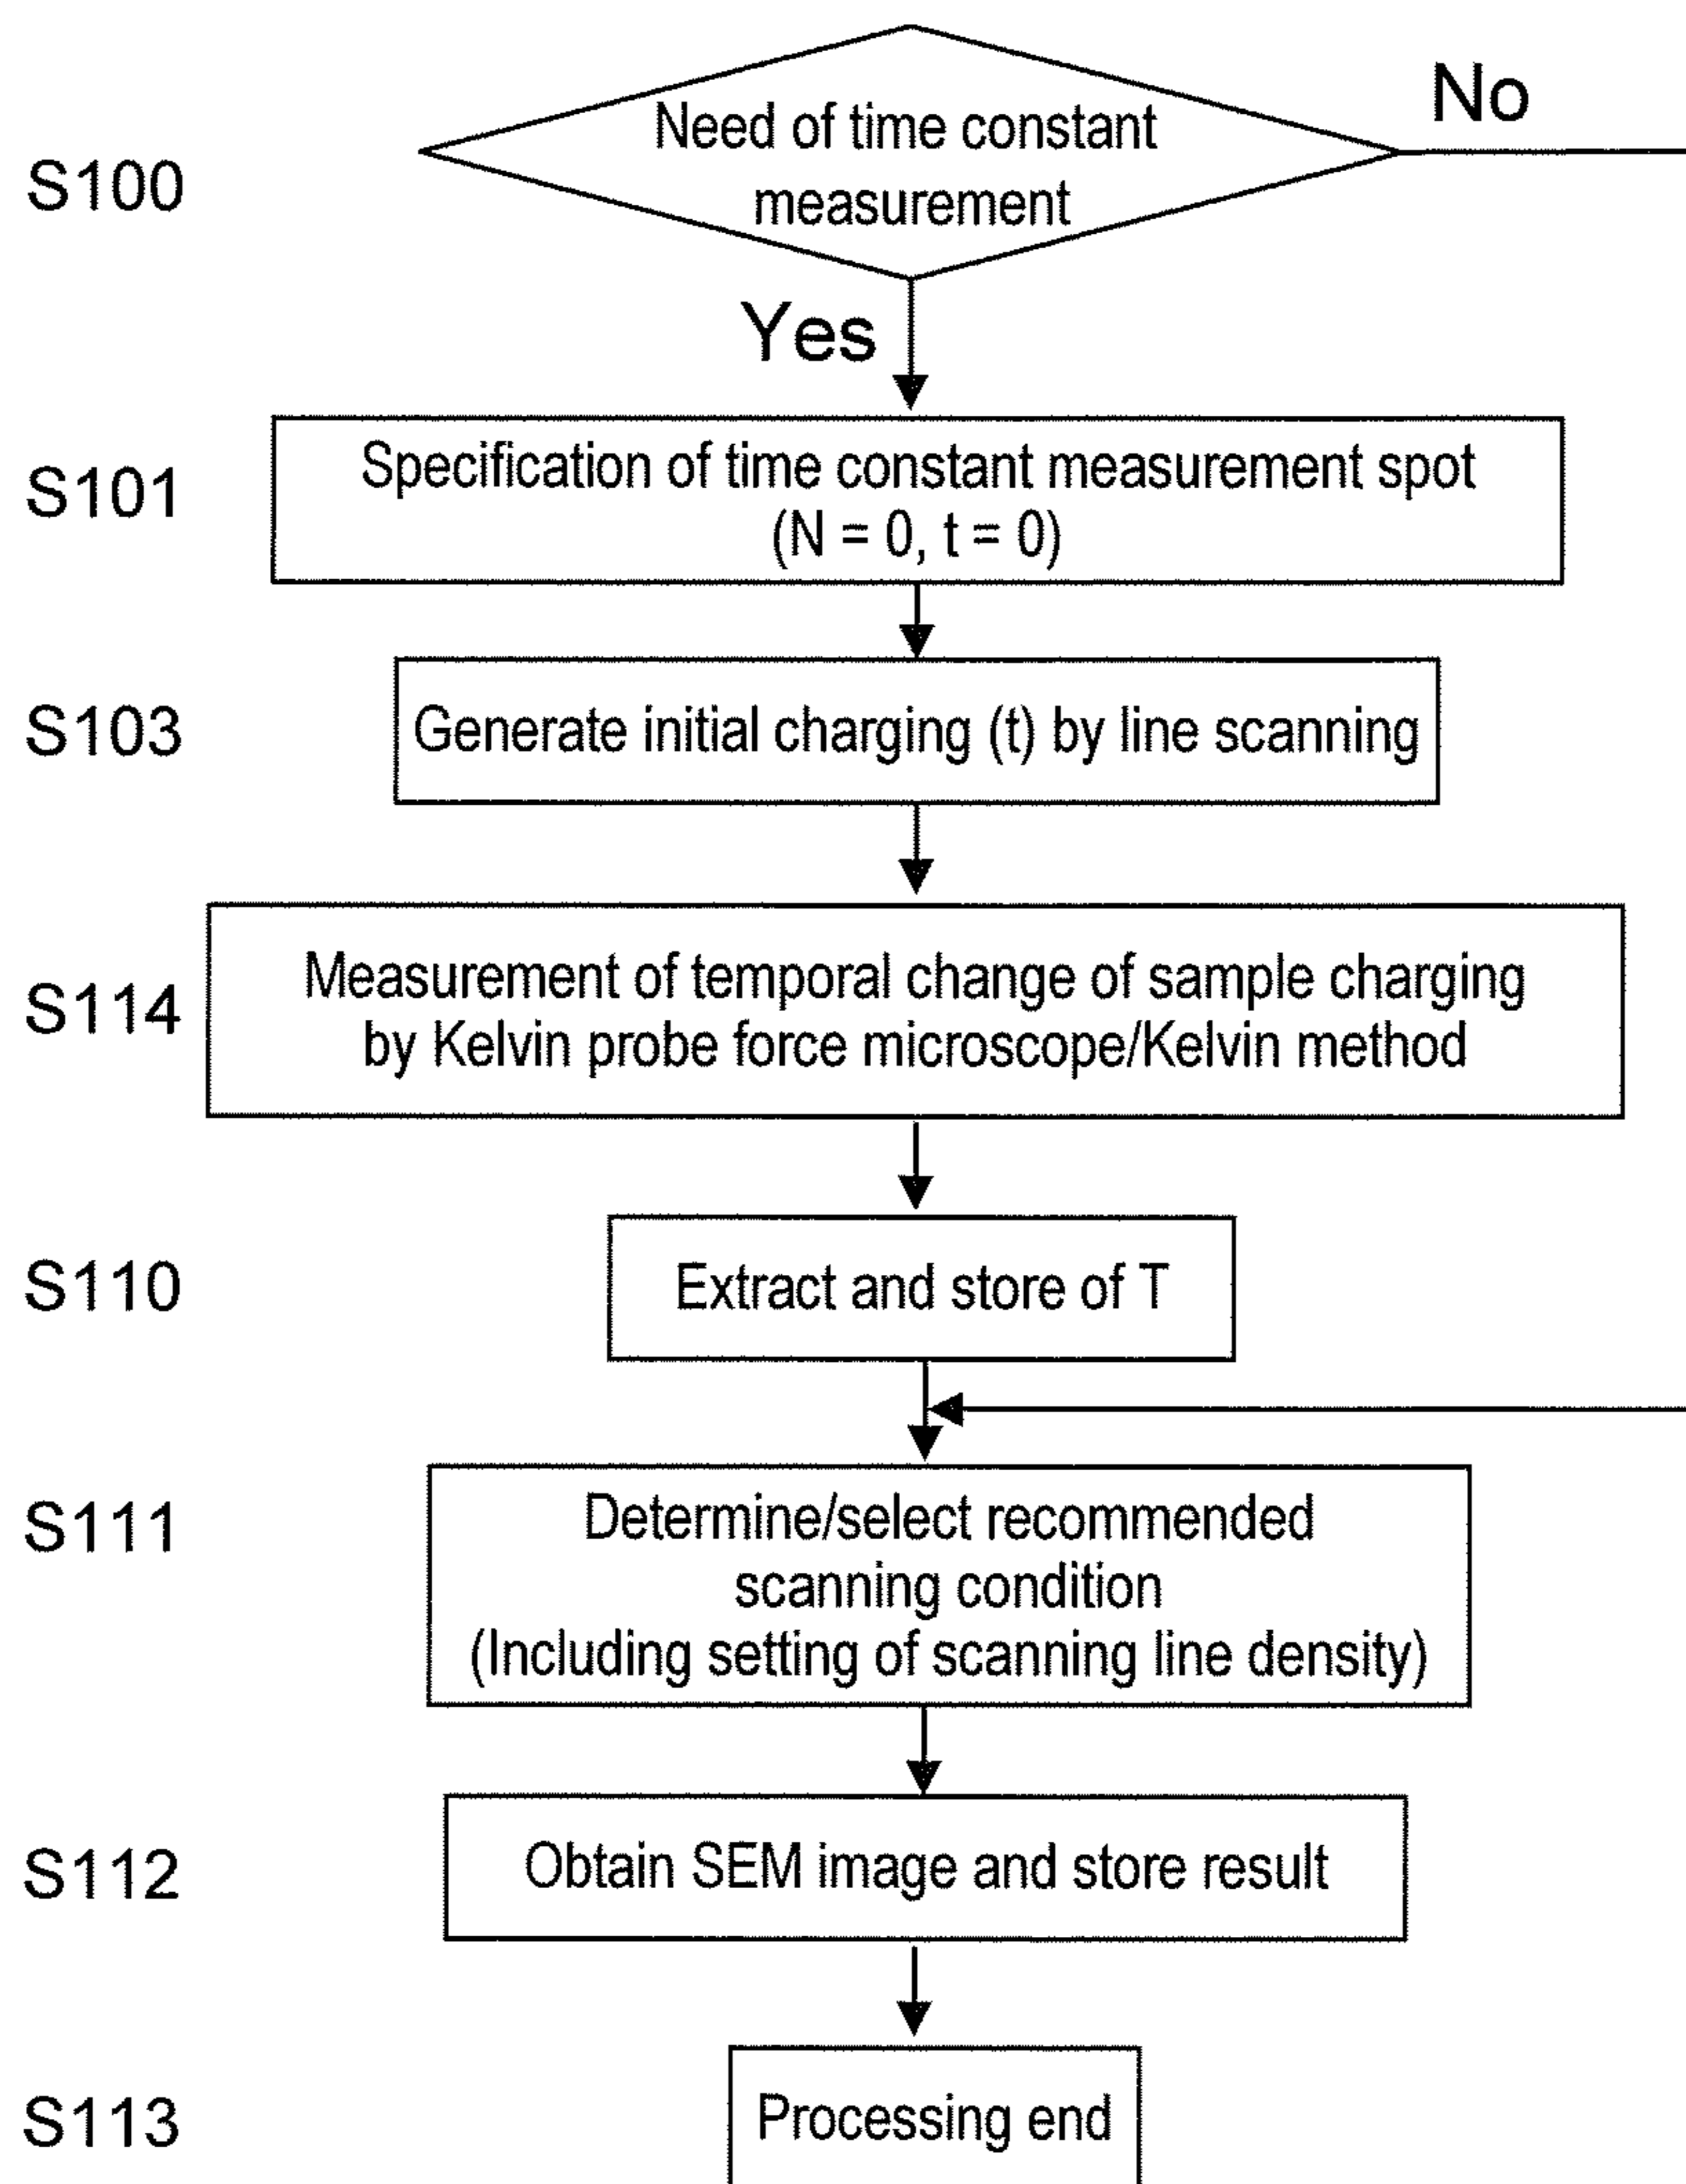 No
Need of time constant
measurement
S100
Yes
S101
Specification of time constant measurement spot
(N = 0, t = 0)
S103
Generate initial charging (t) by line scanning
S114
Measurement of temporal change of sample charging
by Kelvin probe force microscope/Kelvin method
S110
Extract and store of T
S111
Determine/select recommended
scanning condition
(Including setting of scanning line density)
S112
Obtain SEM image and store result
S113
Processing end